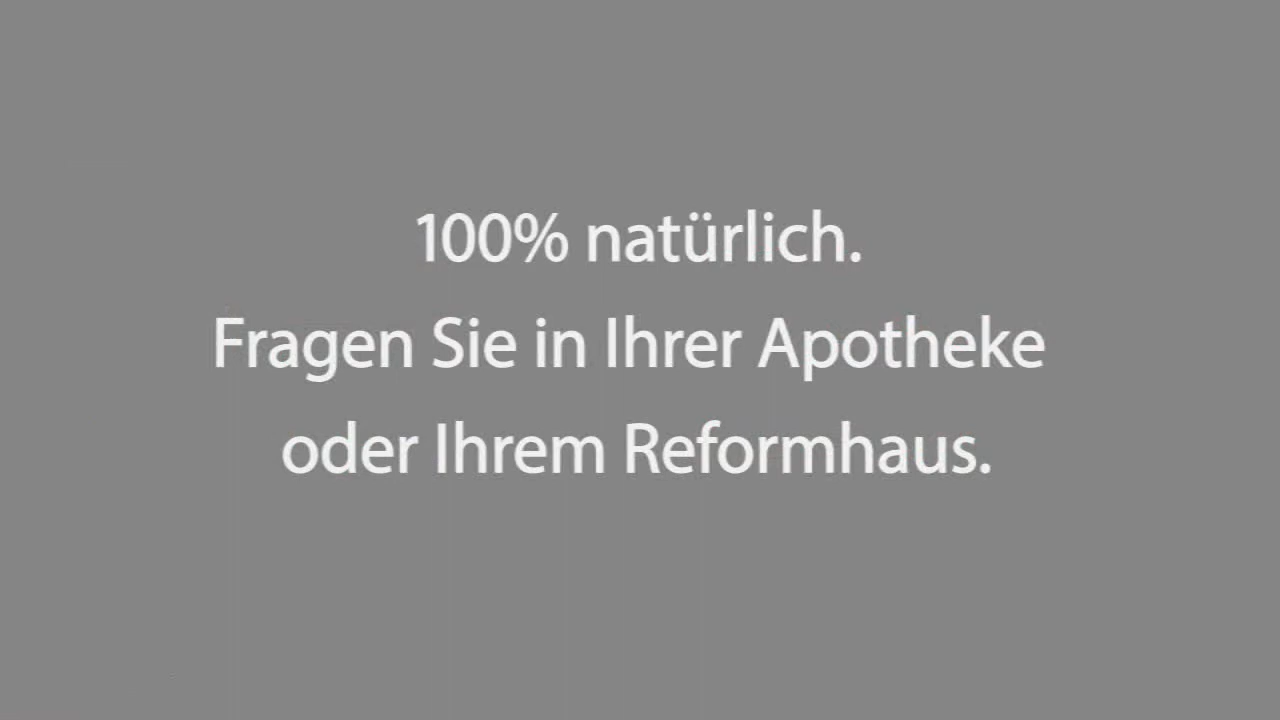 100% natürlich.
Fragen Sie in Ihrer Apotheke
oder Ihrem Reformhaus.